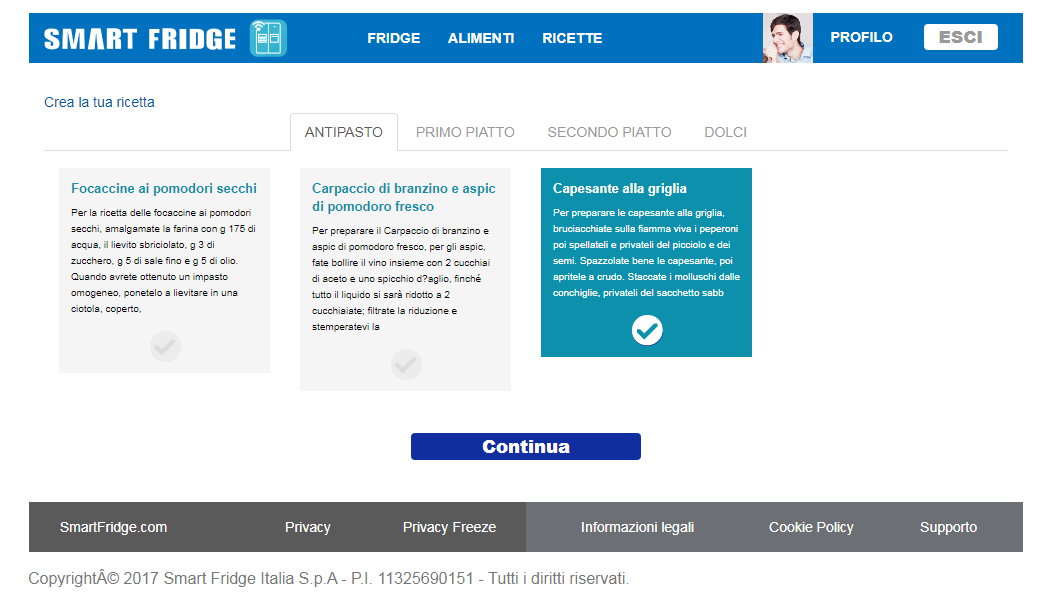 SMART FRIDGE
FRIDGE ALIMENTI RICETTE PROFILO ESCI
Crea la tua ricetta
ANTIPASTO PRIMO PIATTO SECONDO PIATTO DOLCI
Focaccine ai pomodori secchi
Per la ricetta delle focaccine ai pomodori
secchi, amalgamate la farina con g 175 di
acqua, il lievito sbriciolato, g 3 di
zucchero, g 5 di sale fino e g 5 di olio.
Quando avrete ottenuto un impasto
omogeneo, ponetelo a lievitare in una
ciotola, coperto,
Carpaccio di branzino e aspic
di pomodoro fresco
Per preparare il Carpaccio di branzino e
aspic di pomodoro fresco, per gli aspic,
fate bollire il vino insieme con 2 cucchiai
di aceto e uno spicchio d?aglio, finché
tutto il liquido si sarà ridotto a 2
cucchiaiate; filtrate la riduzione e
stemperatevi la
Capesante alla griglia
Per preparare le capesante alla griglia,
bruciacchiate sulla fiamma viva i peperoni
poi spellateli e privateli del picciolo e dei
semi. Spazzolate bene le capesante, poi
apritele a crudo. Staccate i molluschi dalle
conchiglie, privateli del sacchetto sabb
Continua
SmartFridge.com Privacy Privacy Freeze Informazioni legali Cookie Policy Supporto
CopyrightÂ© 2017 Smart Fridge Italia S.p.A - P.I. 11325690151 - Tutti i diritti riservati.